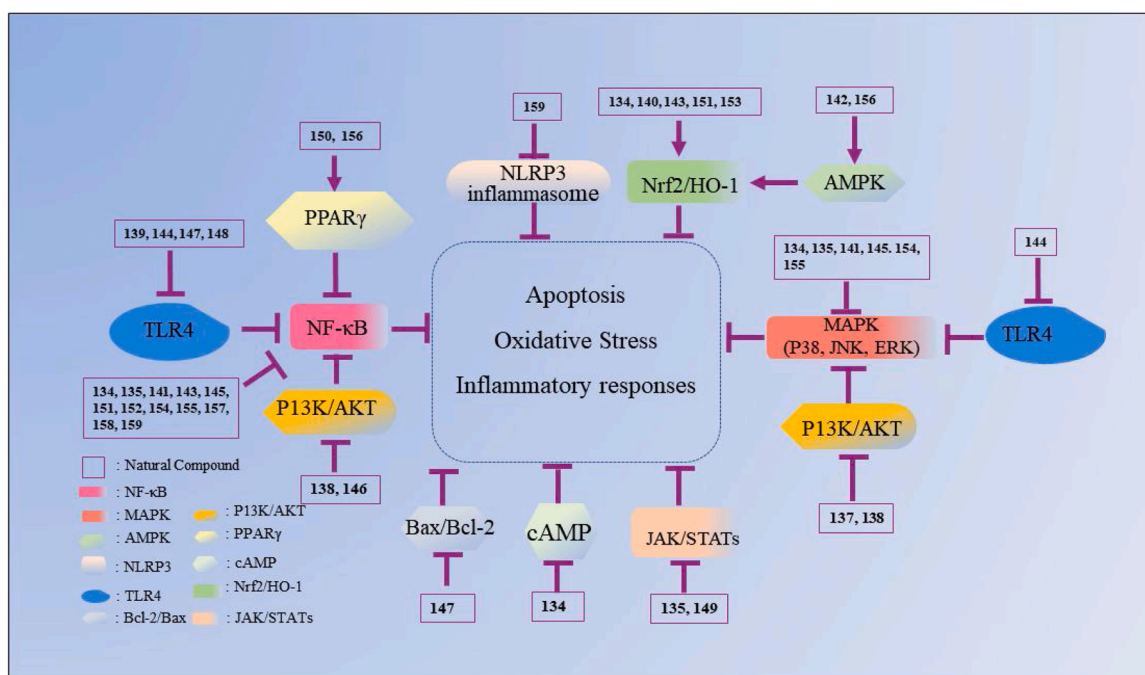 159
134, 140, 143, 151, 153
142, 156
150, 156
NLRP3
inflammasome
Nrf2/HO-1
AMPK
PPARγ
139, 144, 147, 148
134, 135, 141, 145. 154,
155
144
Apoptosis
Oxidative Stress
Inflammatory responses
TLR4
NF-κB
MAPK
(P38, JNK, ERK)
TLR4
134, 135, 141, 143, 145,
151, 152, 154, 155, 157,
158, 159
P13K/AKT
P13K/AKT
138, 146
137, 138
Bax/Bcl-2
cAMP
JAK/STATs
147
134
135, 149
: Natural Compound
: NF-κB
: MAPK
: AMPK
: NLRP3
: TLR4
: Bcl-2/Bax
: P13K/AKT
: PPARγ
: cAMP
: Nrf2/HO-1
: JAK/STATs